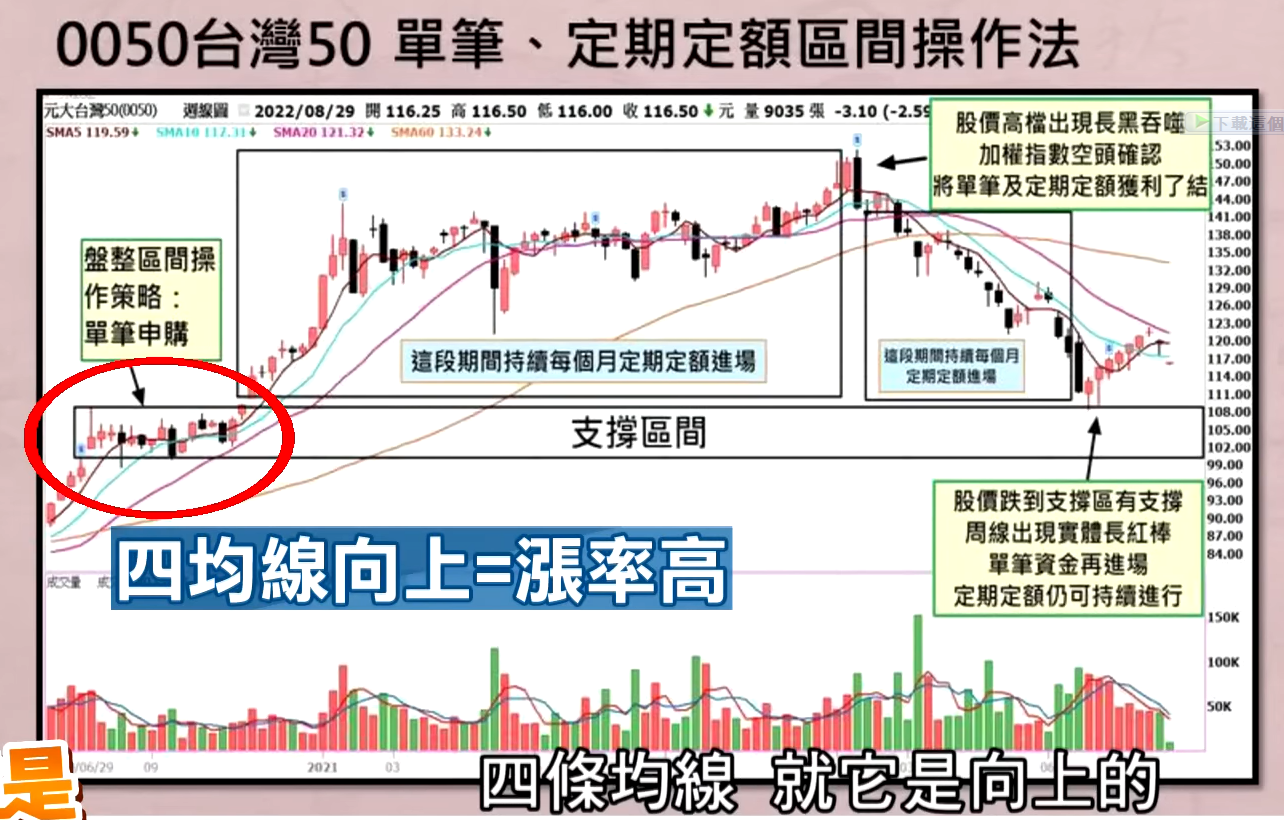 0050台灣50 單筆、定期定額區間操作法
元大台灣50(0050) 週線圖 2022/08/29 開 116.25 高 116.50 低 116.00 收 116.50 ↓ 元 量 9035 張 -3.10 (-2.59
SMA5 119.59↓ SMA10 117.31↓ SMA20 121.32↓ SMA60 133.24↓
股價高檔出現長黑吞噬
加權指數空頭確認
將單筆及定期定額獲利了結
下載這個
盤整區間操
作策略：
單筆申購
這段期間持續每個月定期定額進場
這段期間持續每個月
定期定額進場
支撐區間
153.00
150.00
147.00
144.00
141.00
138.00
135.00
132.00
129.00
126.00
123.00
120.00
117.00
114.00
111.00
108.00
105.00
102.00
99.00
96.00
93.00
90.00
87.00
84.00
股價跌到支撐區有支撐
周線出現實體長紅棒
單筆資金再進場
定期定額仍可持續進行
四均線向上=漲率高
成交量
150K
100K
50K
/06/29 09 2021 03
是
四條均線 就它是向上的